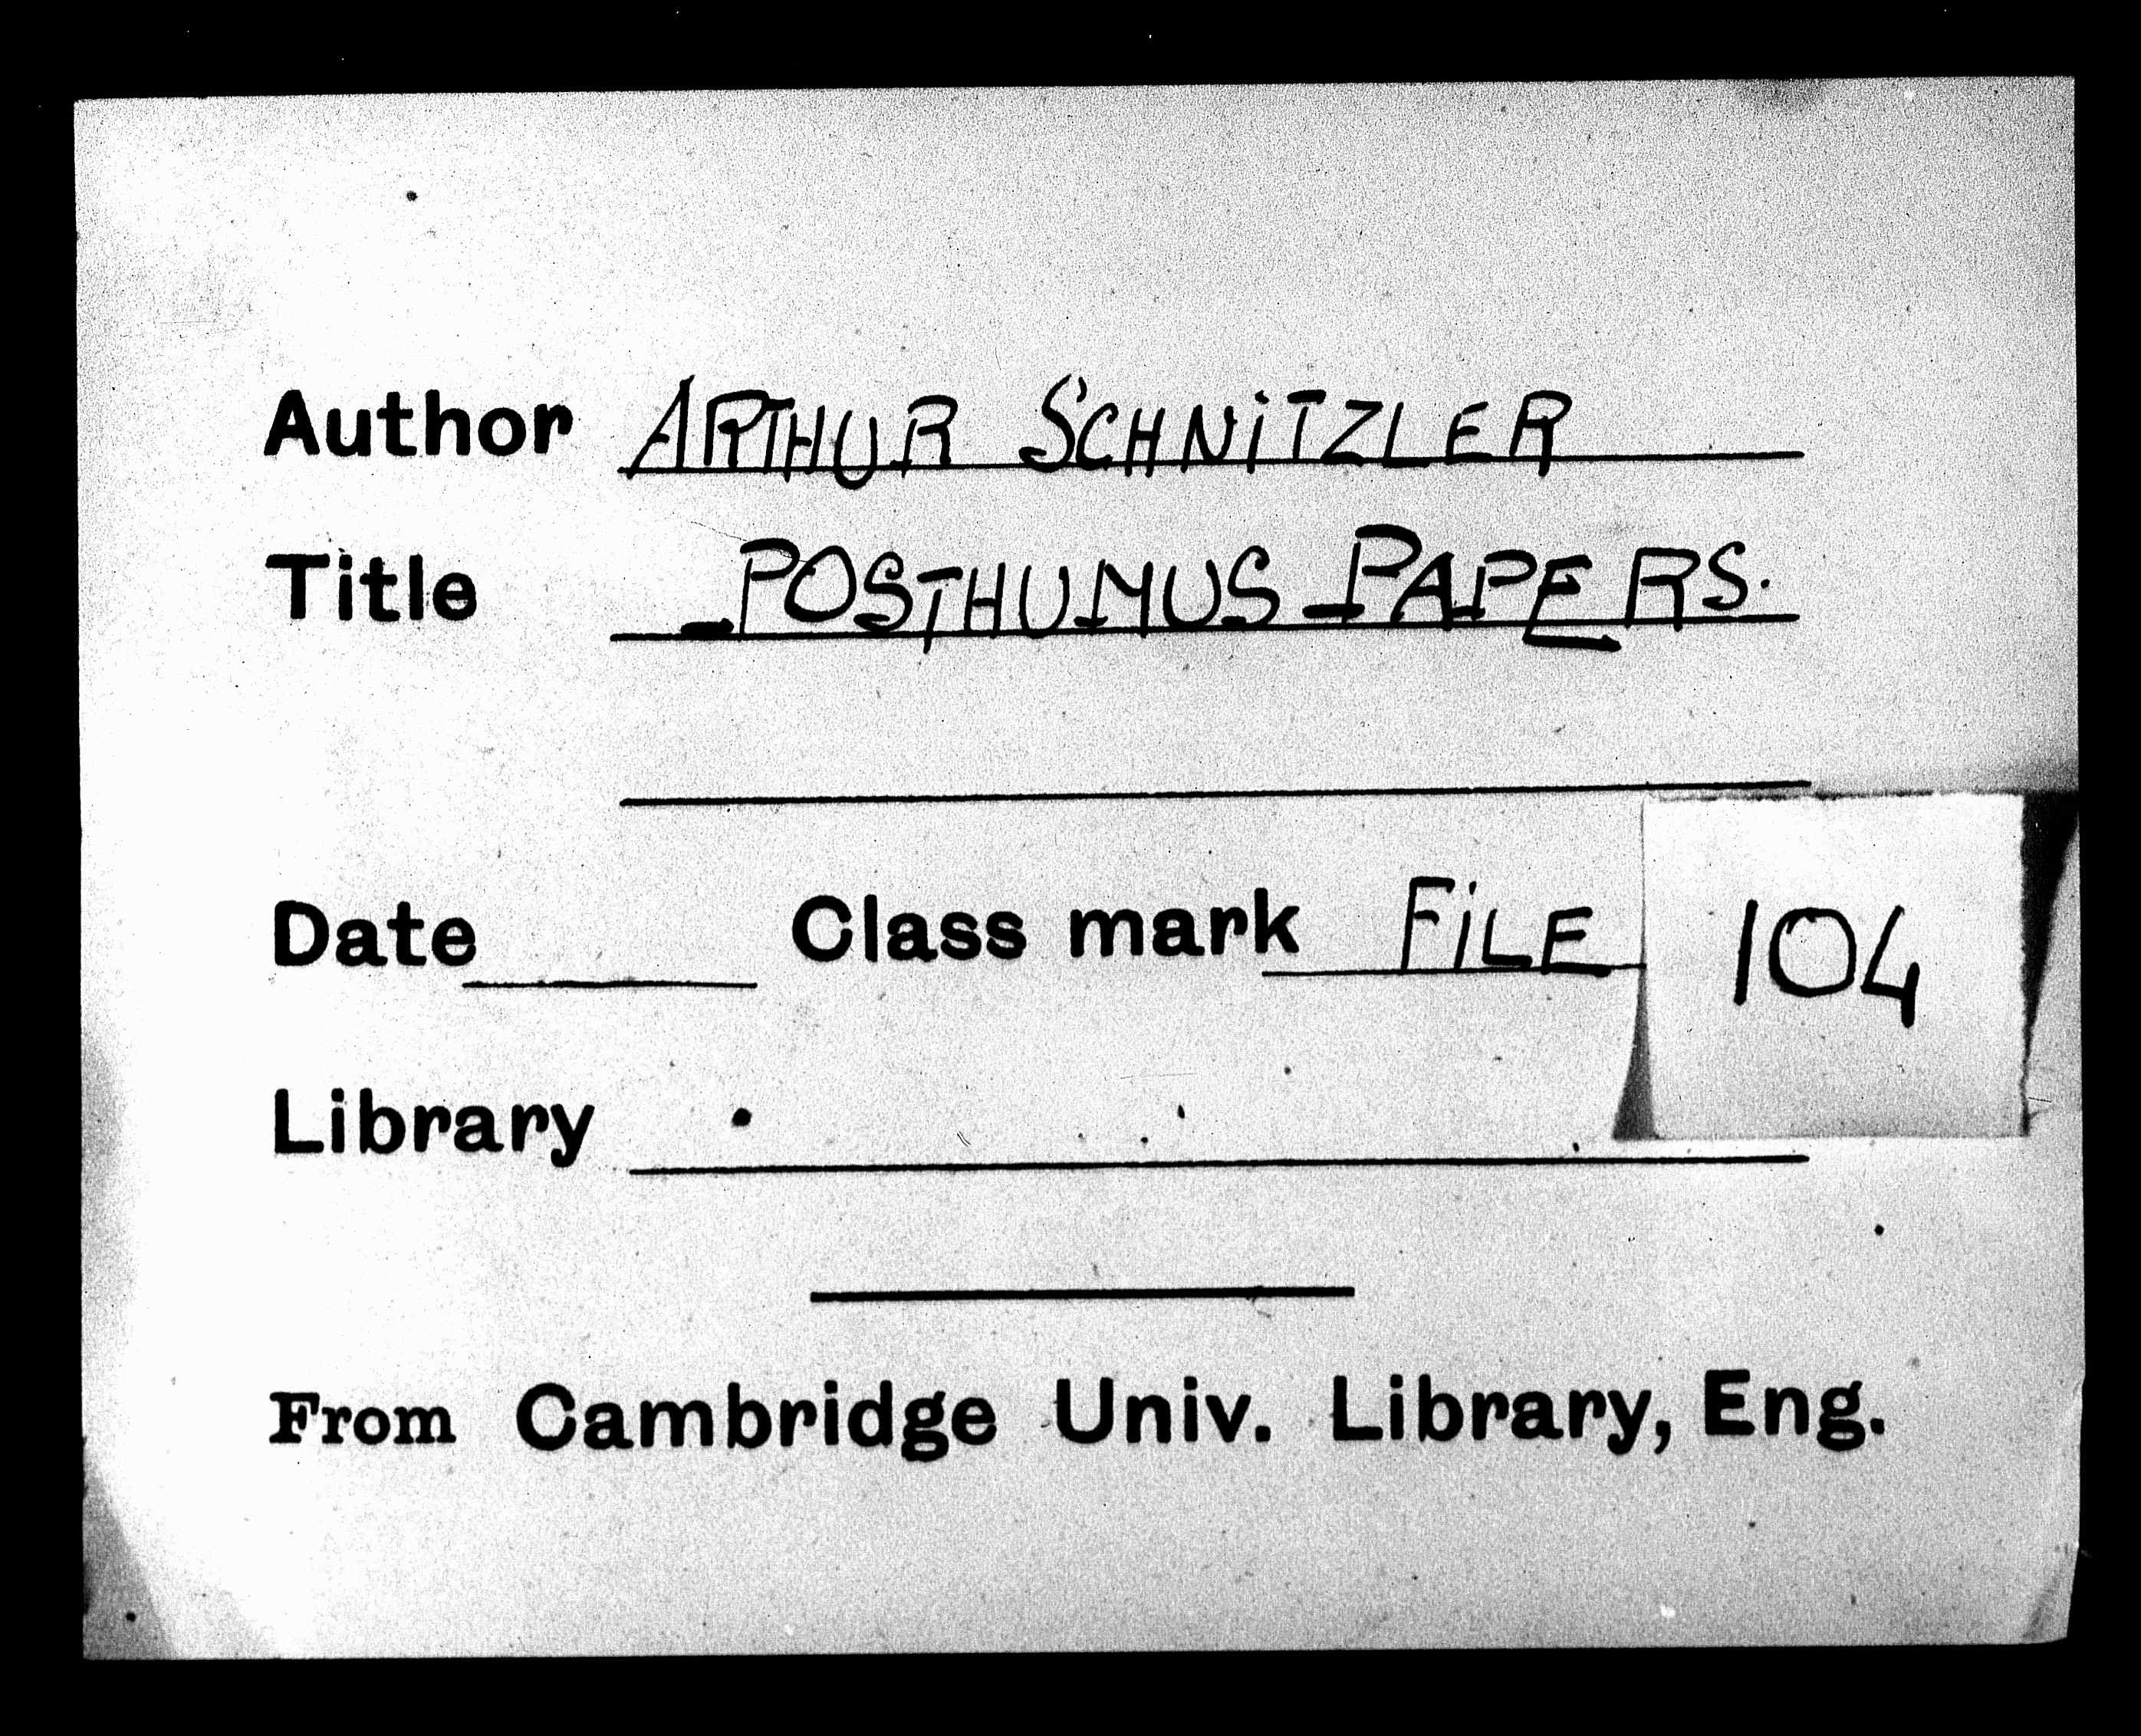 Author ARTHUR SCHNiTZLER
Title POSTHUMUS PAPERS.
Date Class mark FiLE 104
Library
From Cambridge Univ. Library, Eng.